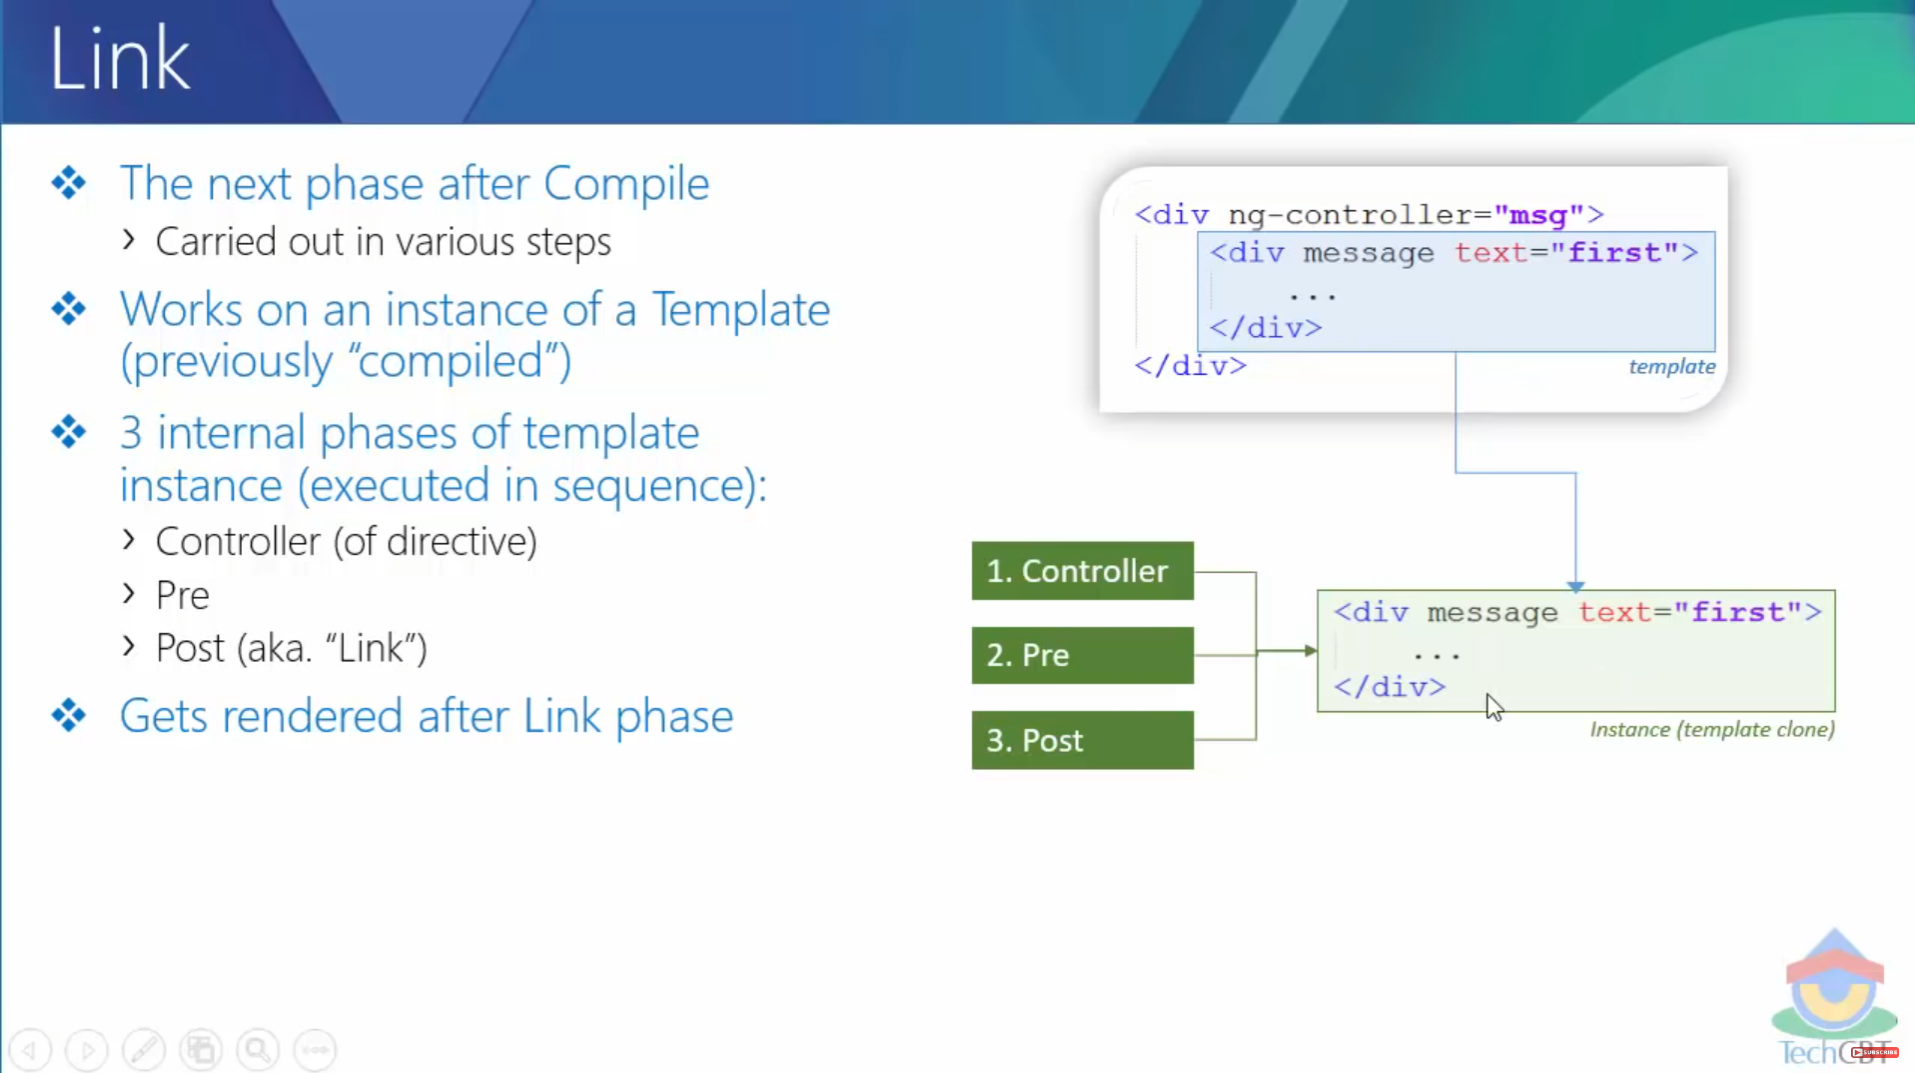 Link
The next phase after Compile
Carried out in various steps
Works on an instance of a Template
(previously “compiled”)
3 internal phases of template
instance (executed in sequence):
Controller (of directive)
Pre
Post (aka. “Link”)
Gets rendered after Link phase
<div ng-controller="msg">
<div message text="first">
...
</div>
</div>
template
1. Controller
2. Pre
3. Post
<div message text="first">
...
</div>
Instance (template clone)
TechCBT
SUBSCRIBE